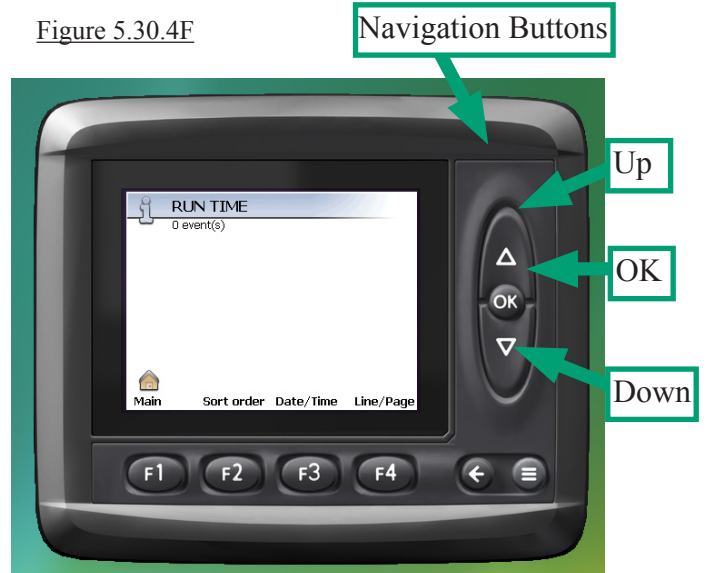 Figure 5.30.4F
Navigation Buttons
Up
RUN TIME
0 event(s)
OK
OK
Down
Main Sort order Date/Time Line/Page
F1 F2 F3 F4